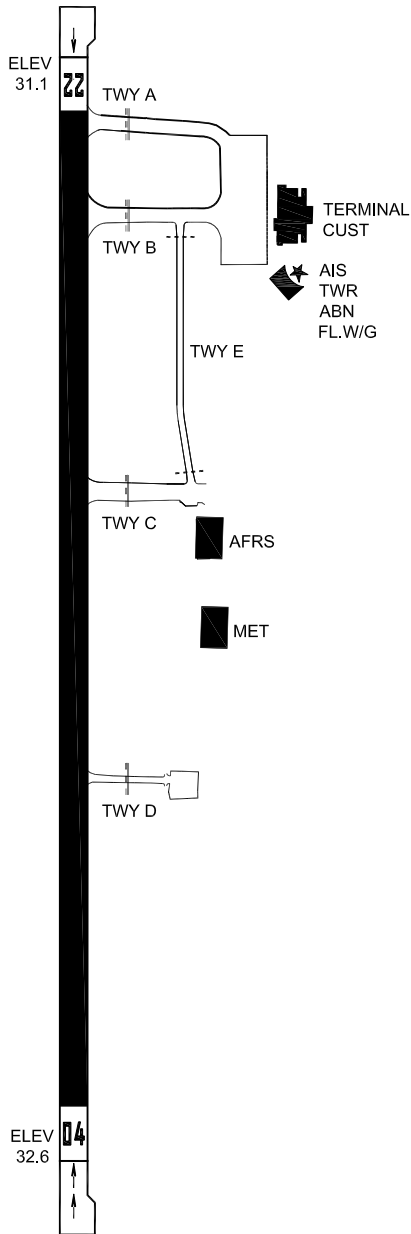 ELEV
31.1
22
TWY A
TERMINAL
CUST
TWY B
AIS
TWR
ABN
FL.W/G
TWY E
TWY C
AFRS
MET
TWY D
ELEV
32.6
04